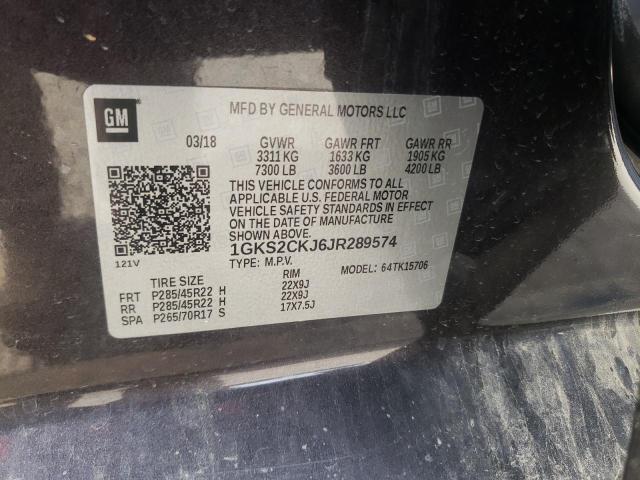 GM
MFD BY GENERAL MOTORS LLC
03/18 GVWR GAWR FRT GAWR RR
3311 KG 1633 KG 1905 KG
7300 LB 3600 LB 4200 LB
THIS VEHICLE CONFORMS TO ALL
APPLICABLE U.S. FEDERAL MOTOR
VEHICLE SAFETY STANDARDS IN EFFECT
ON THE DATE OF MANUFACTURE
SHOWN ABOVE.
1GKS2CKJ6JR289574
121V
TYPE: M.P.V. MODEL: 64TK15706
TIRE SIZE RIM
FRT P285/45R22 H 22X9J
RR P285/45R22 H 22X9J
SPA P265/70R17 S 17X7.5J